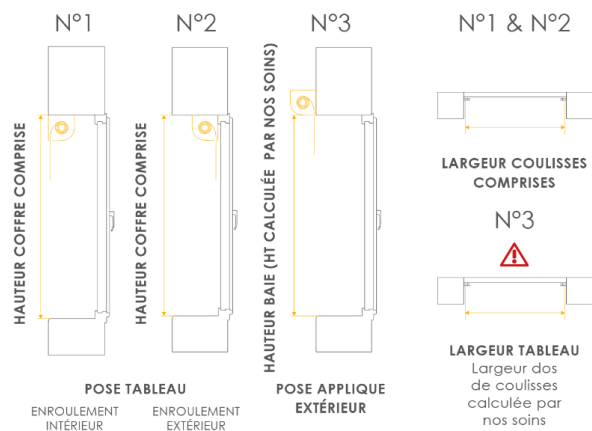 N°1
N°2
N°3
N°1 & N°2
HAUTEUR COFFRE COMPRISE
HAUTEUR COFFRE COMPRISE
HAUTEUR BAIE (HT CALCULÉE PAR NOS SOINS)
LARGEUR COULISSES
COMPRISES
N°3
LARGEUR TABLEAU
Largeur dos
de coulisses
calculée par
nos soins
POSE TABLEAU
ENROULEMENT
INTÉRIEUR
ENROULEMENT
EXTÉRIEUR
POSE APPLIQUE
EXTÉRIEUR